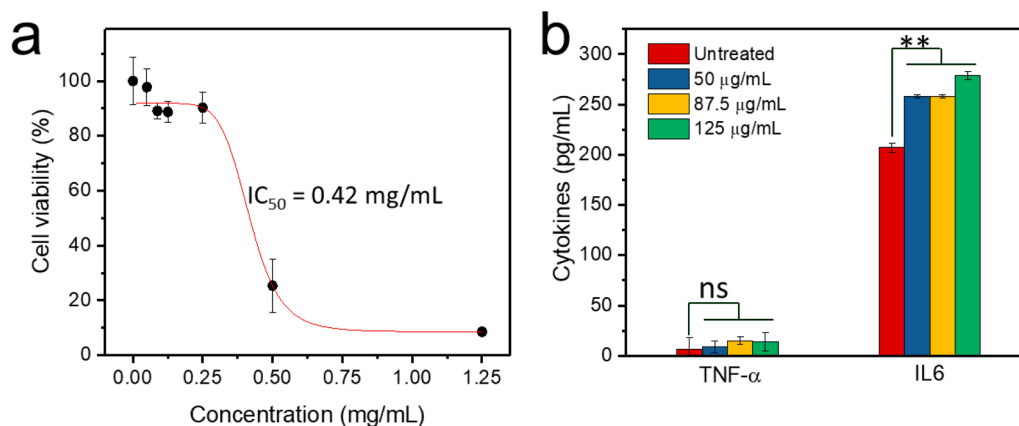 a
Cell viability (%)
100
80
60
40
20
0
IC₅₀ = 0.42 mg/mL
0.00 0.25 0.50 0.75 1.00 1.25
Concentration (mg/mL)
b
Cytokines (pg/mL)
300
250
200
150
100
50
0
Untreated
50 μg/mL
87.5 μg/mL
125 μg/mL
**
ns
TNF-α IL6